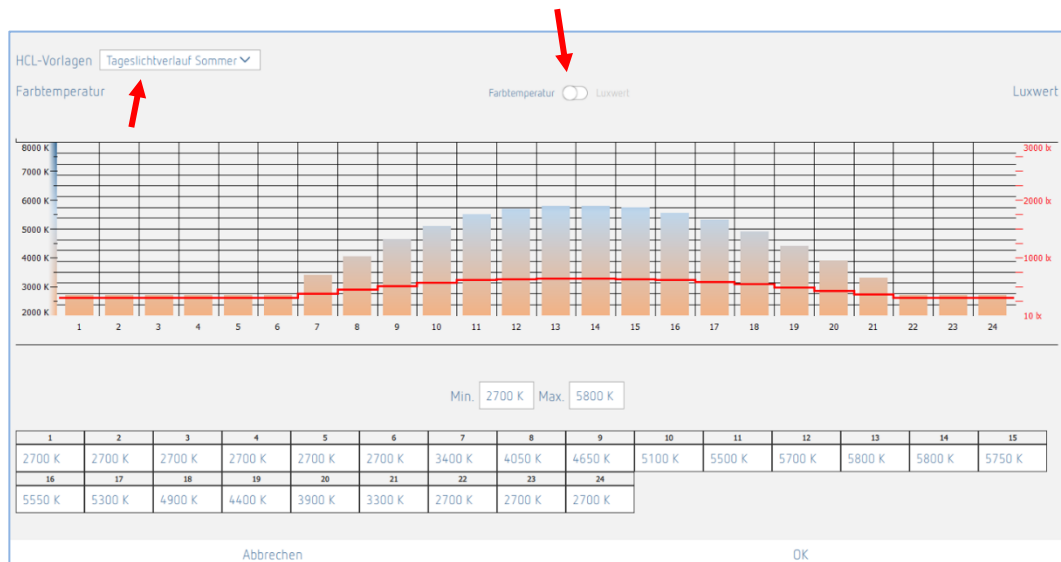 HCL-Vorlagen Tageslichtverlauf Sommer
Farbtemperatur Farbtemperatur Luxwert Luxwert
8000 K 3000 lx
7000 K
6000 K 2000 lx
5000 K
4000 K 1000 lx
3000 K
2000 K 10 lx
1 2 3 4 5 6 7 8 9 10 11 12 13 14 15 16 17 18 19 20 21 22 23 24
Min. 2700 K Max. 5800 K
1 2 3 4 5 6 7 8 9 10 11 12 13 14 15
2700 K 2700 K 2700 K 2700 K 2700 K 2700 K 3400 K 4050 K 4650 K 5100 K 5500 K 5700 K 5800 K 5800 K 5750 K
16 17 18 19 20 21 22 23 24
5550 K 5300 K 4900 K 4400 K 3900 K 3300 K 2700 K 2700 K 2700 K
Abbrechen OK